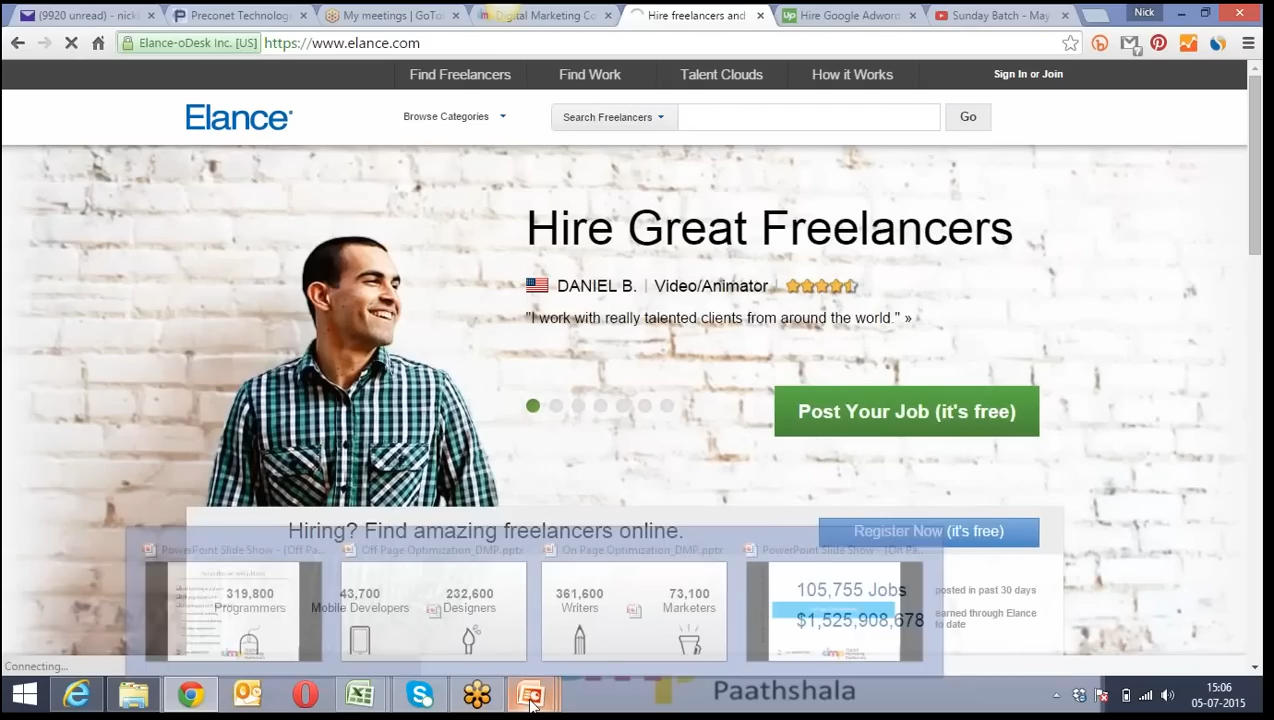 (9920 unread) - nick
Preconet Technolog
My meetings | GoTo
Digital Marketing Co
Hire freelancers and
Up
Hire Google Adword
Sunday Batch - May
Nick
Elance-oDesk Inc. [US]
https://www.elance.com
Find Freelancers
Find Work
Talent Clouds
How it Works
Sign In or Join
Elance
Browse Categories
Search Freelancers
Go
Hire Great Freelancers
DANIEL B. | Video/Animator
"I work with really talented clients from around the world." »
Post Your Job (it's free)
Hiring? Find amazing freelancers online.
Register Now (it's free)
PowerPoint Slide Show - [Off Pa...
Off Page Optimization_DMP.pptx
On Page Optimization_DMP.pptx
PowerPoint Slide Show - [Off Pa...
319,800
Programmers
43,700
Mobile Developers
232,600
Designers
361,600
Writers
73,100
Marketers
105,755 Jobs
posted in past 30 days
$1,525,908,678
earned through Elance
to date
Connecting...
Paathshala
15:06
05-07-2015